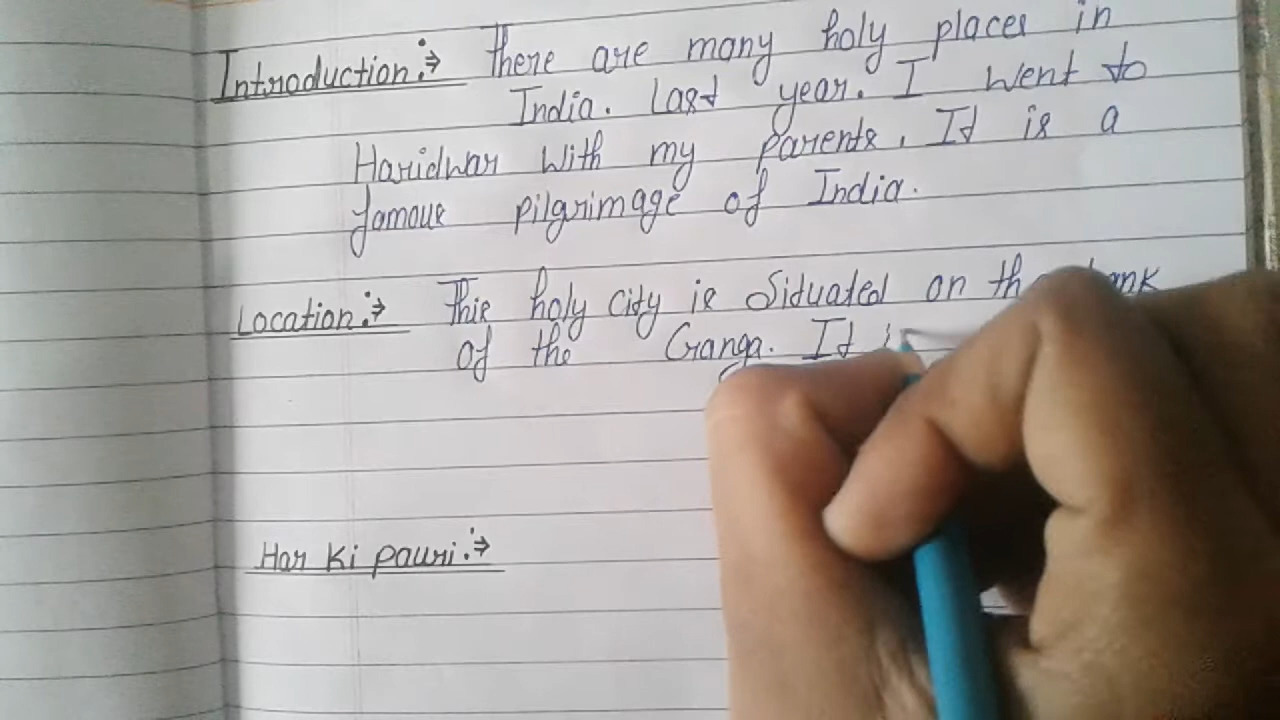 Introduction :→ There are many holy places in
India. Last year. I went to
Haridwar with my parents. It is a
famous pilgrimage of India.
Location :→ This holy city is Situated on the bank
of the Ganga. It
Har Ki pauri :→